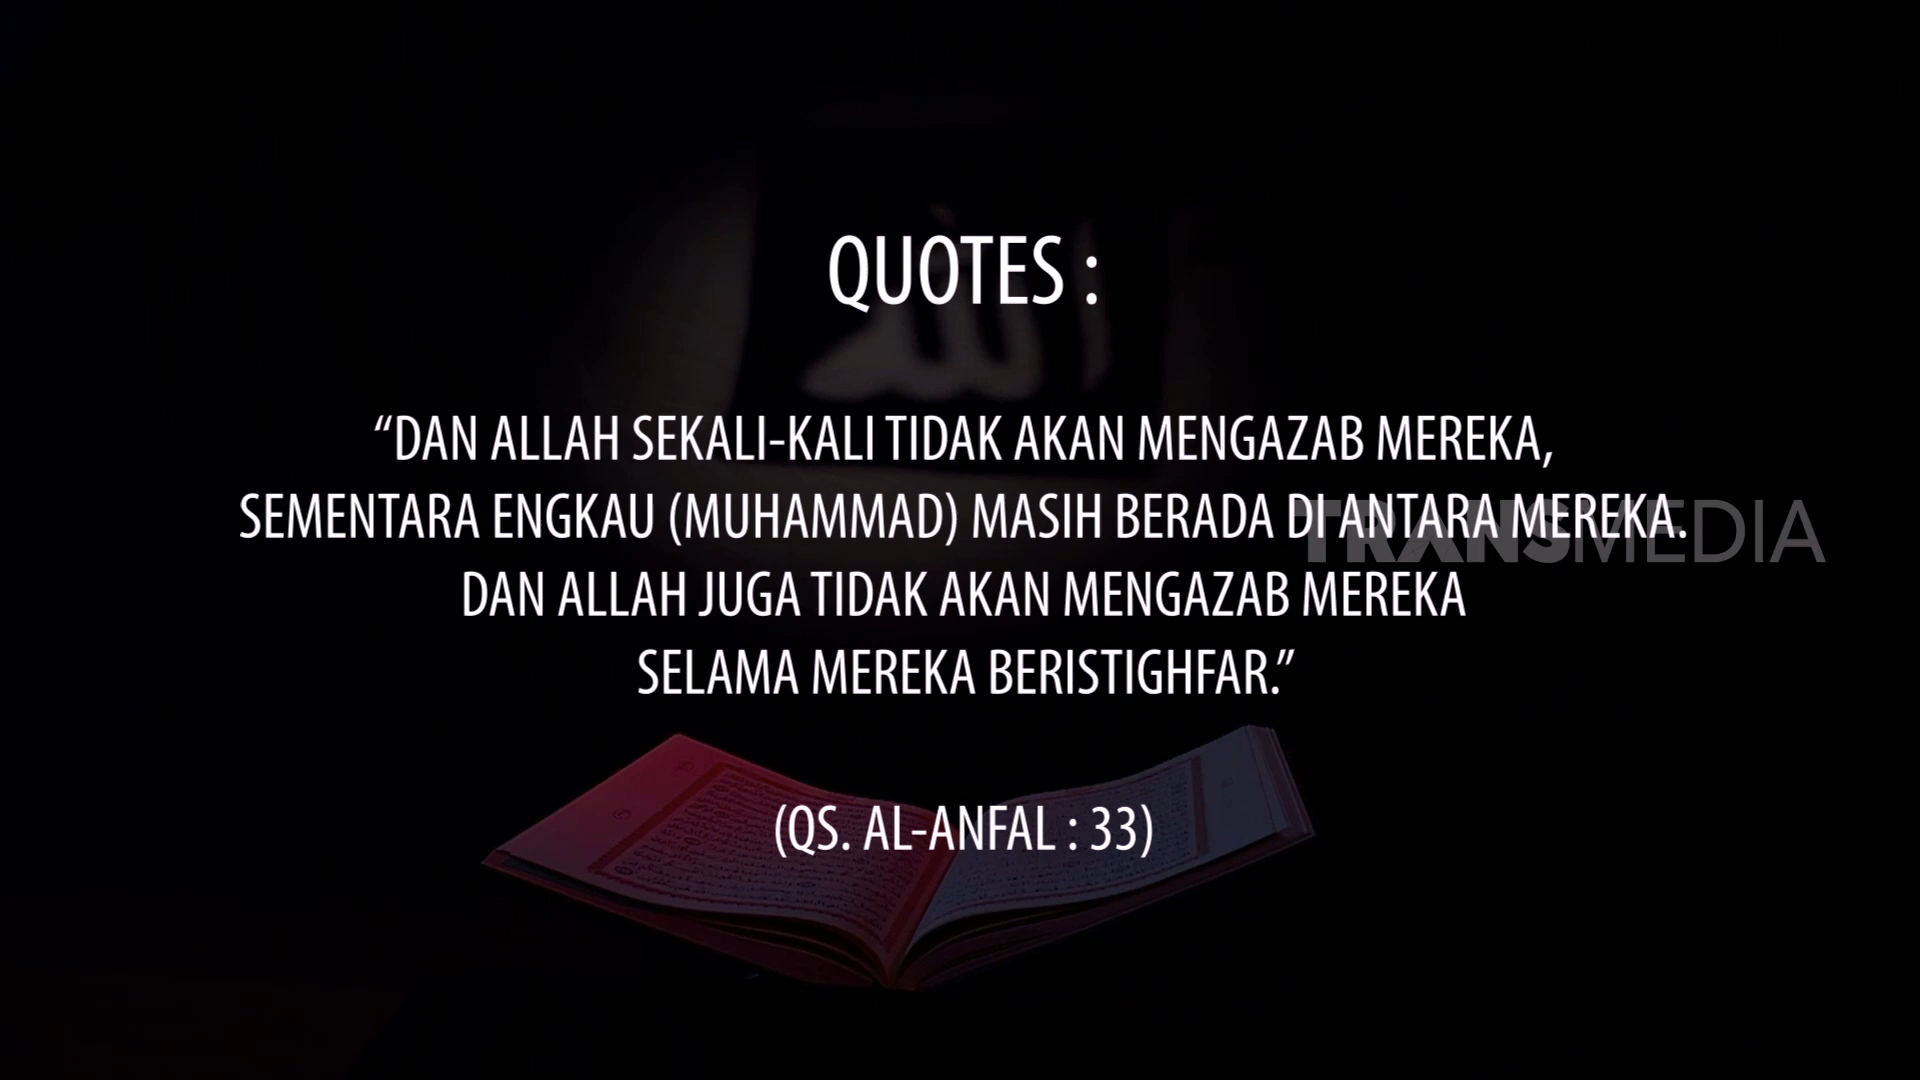 QUOTES :
“DAN ALLAH SEKALI-KALI TIDAK AKAN MENGAZAB MEREKA,
SEMENTARA ENGKAU (MUHAMMAD) MASIH BERADA DI ANTARA MEREKA.
TRANSMEDIA
DAN ALLAH JUGA TIDAK AKAN MENGAZAB MEREKA
SELAMA MEREKA BERISTIGHFAR.”
(QS. AL-ANFAL : 33)
الله